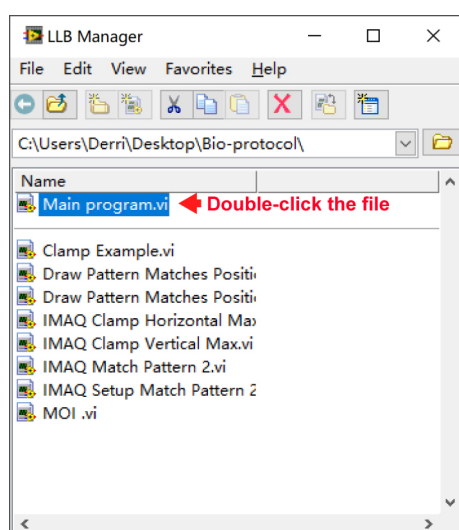 LLB Manager
File Edit View Favorites Help
C:\Users\Derri\Desktop\Bio-protocol\
Name
Main program.vi Double-click the file
Clamp Example.vi
Draw Pattern Matches Positi
Draw Pattern Matches Positi
IMAQ Clamp Horizontal Max
IMAQ Clamp Vertical Max.vi
IMAQ Match Pattern 2.vi
IMAQ Setup Match Pattern 2
MOI .vi